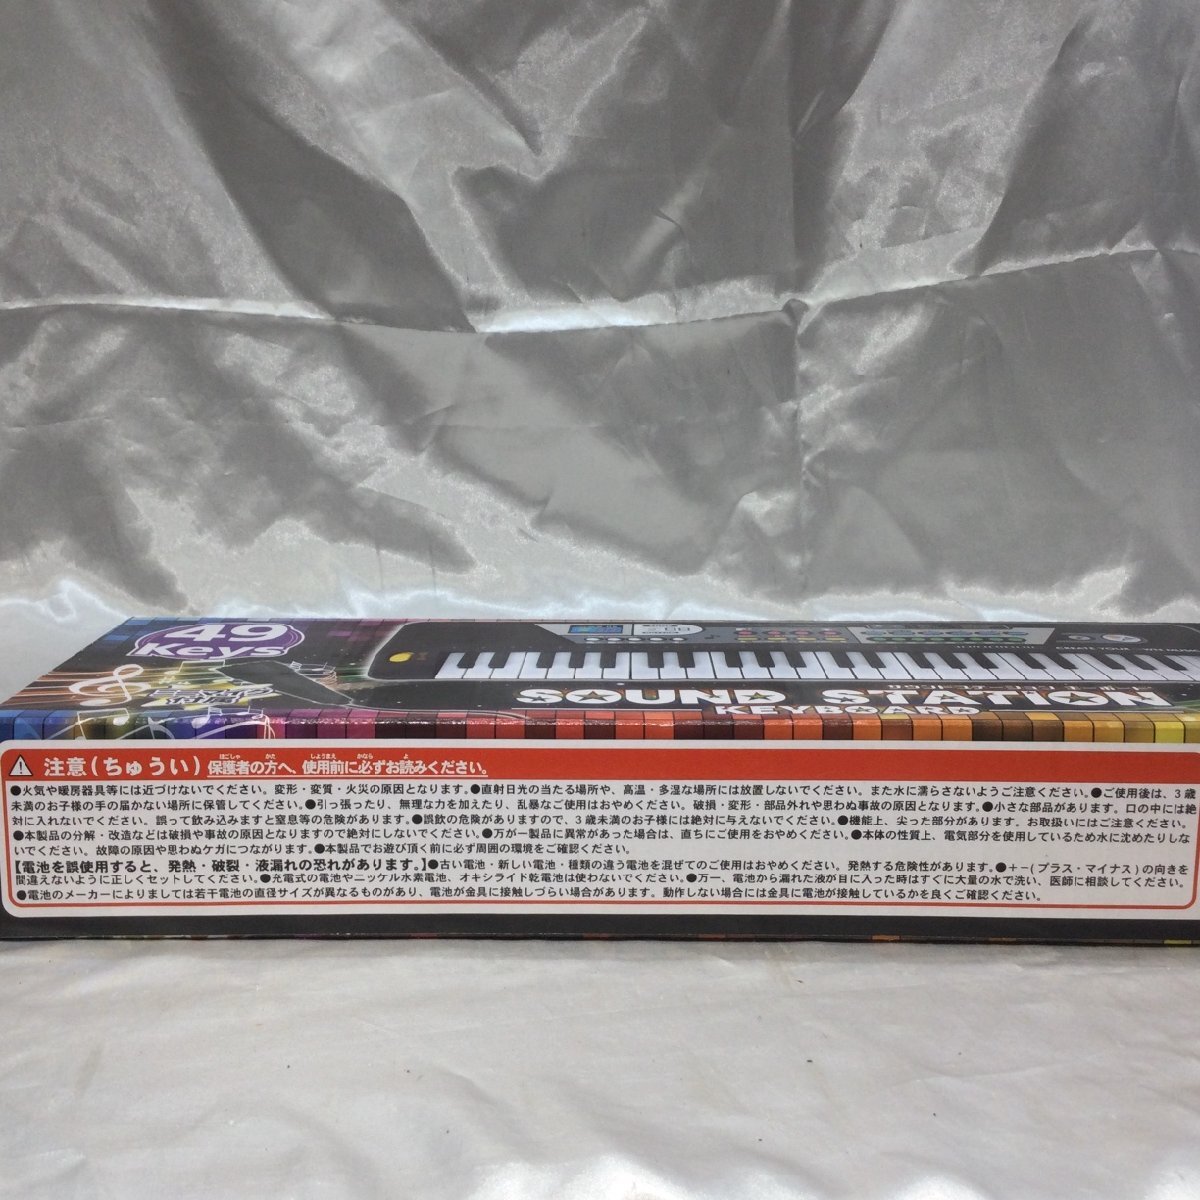 49
Keys
SOUND STATION
KEYBOARD
注意(ちゅうい) 保護者の方へ、使用前に必ずお読みください。
●火気や暖房器具等には近づけないでください。変形・変質・火災の原因となります。●直射日光の当たる場所や、高温・多湿な場所には放置しないでください。また水に濡らさないようご注意ください。●ご使用後は、3歳
未満のお子様の手の届かない場所に保管してください。●引っ張ったり、無理な力を加えたり、乱暴なご使用はおやめください。破損・変形・部品外れや思わぬ事故の原因となります。●小さな部品があります。口の中には絶
対に入れないでください。誤って飲み込みますと窒息等の危険があります。●誤飲の危険がありますので、3歳未満のお子様には絶対に与えないでください。●機能上、尖った部分があります。お取扱いにはご注意ください。
●本製品の分解・改造などは破損や事故の原因となりますので絶対にしないでください。●万が一製品に異常があった場合は、直ちにご使用をおやめください。●本体の性質上、電気部分を使用しているため水に沈めたりしな
いでください。故障の原因や思わぬケガにつながります。●本製品でお遊び頂く前に必ず周囲の環境をご確認ください。
【電池を誤使用すると、発熱・破裂・液漏れの恐れがあります。】●古い電池・新しい電池・種類の違う電池を混ぜてのご使用はおやめください。発熱する危険性があります。●+−(プラス・マイナス)の向きを
間違えないように正しくセットしてください。●充電式の電池やニッケル水素電池、オキシライド乾電池は使わないでください。●万一、電池から漏れた液が目に入った時はすぐに大量の水で洗い、医師に相談してください。
●電池のメーカーによりましては若干電池の直径サイズが異なるものがあり、電池が金具に接触しづらい場合があります。動作しない場合には金具に電池が接触しているかを良くご確認ください。